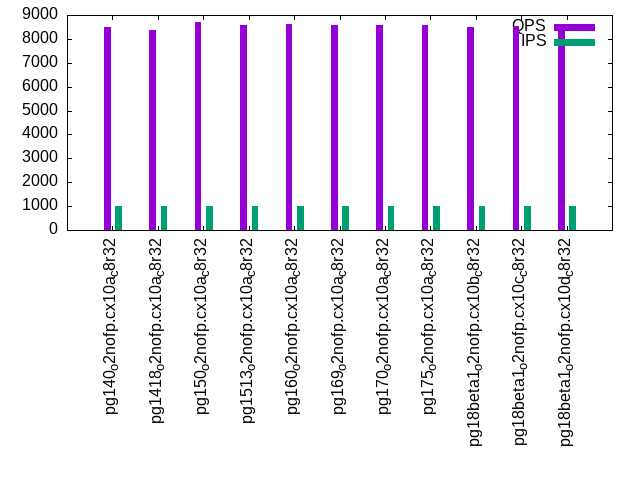 9000
8000
7000
6000
5000
4000
3000
2000
1000
0
QPS
IPS
pg140o2nofp.cx10ac8r32
pg1418o2nofp.cx10ac8r32
pg150o2nofp.cx10ac8r32
pg1513o2nofp.cx10ac8r32
pg160o2nofp.cx10ac8r32
pg169o2nofp.cx10ac8r32
pg170o2nofp.cx10ac8r32
pg175o2nofp.cx10ac8r32
pg18beta1o2nofp.cx10bc8r32
pg18beta1o2nofp.cx10cc8r32
pg18beta1o2nofp.cx10dc8r32